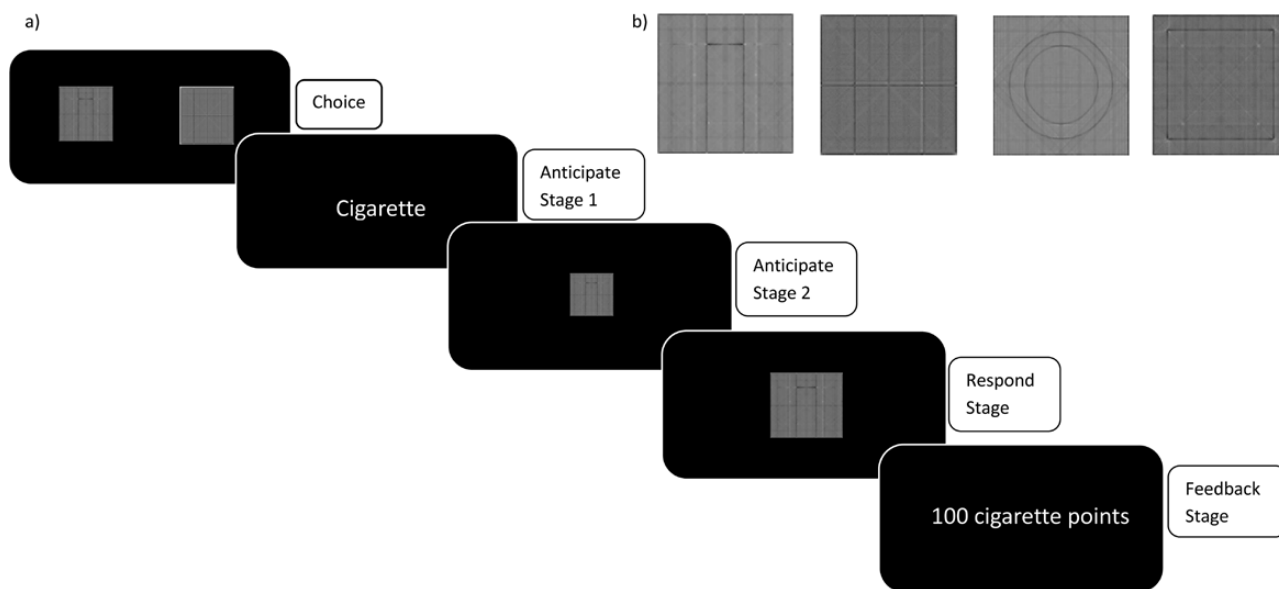 a)
b)
Choice
Cigarette
Anticipate
Stage 1
Anticipate
Stage 2
Respond
Stage
100 cigarette points
Feedback
Stage